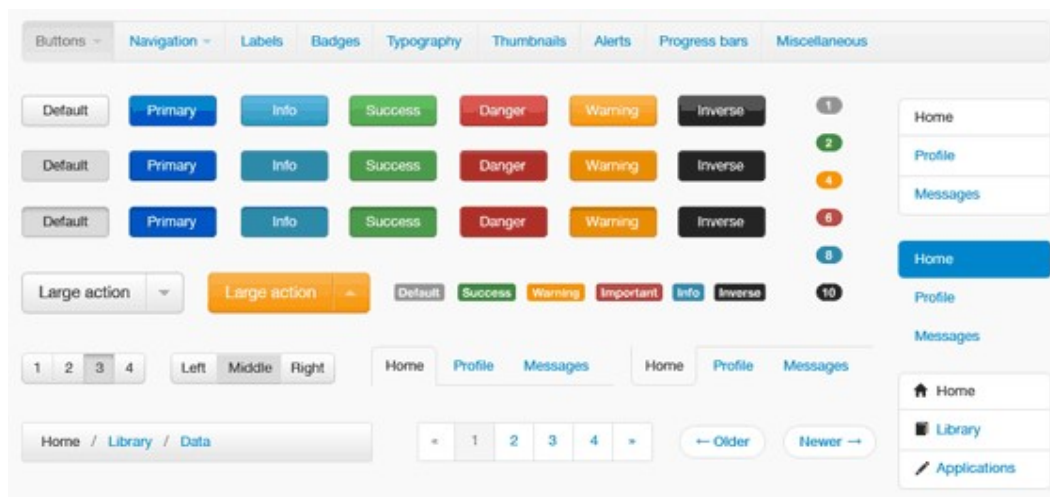 Buttons Navigation Labels Badges Typography Thumbnails Alerts Progress bars Miscellaneous
Default Primary Info Success Danger Warning Inverse 1
2
Default Primary Info Success Danger Warning Inverse 4
Default Primary Info Success Danger Warning Inverse 6
8
Large action Large action Default Success Warning Important Info Inverse 10
1 2 3 4 Left Middle Right Home Profile Messages Home Profile Messages
Home / Library / Data « 1 2 3 4 » ← Older Newer →
Home
Profile
Messages
Home
Profile
Messages
Home
Library
Applications